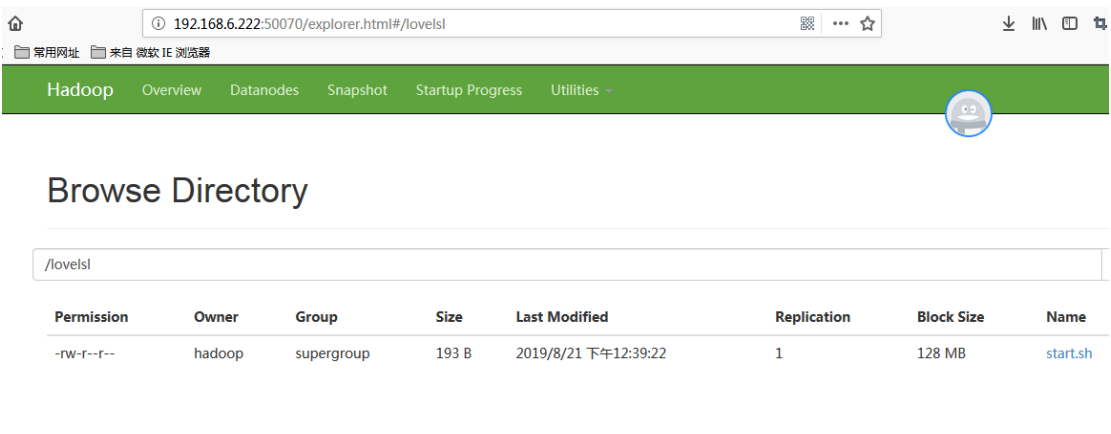 192.168.6.222:50070/explorer.html#/lovelsl
常用网址 来自 微软 IE 浏览器
Hadoop Overview Datanodes Snapshot Startup Progress Utilities
Browse Directory
/lovelsl
Permission Owner Group Size Last Modified Replication Block Size Name
-rw-r--r-- hadoop supergroup 193 B 2019/8/21 下午12:39:22 1 128 MB start.sh